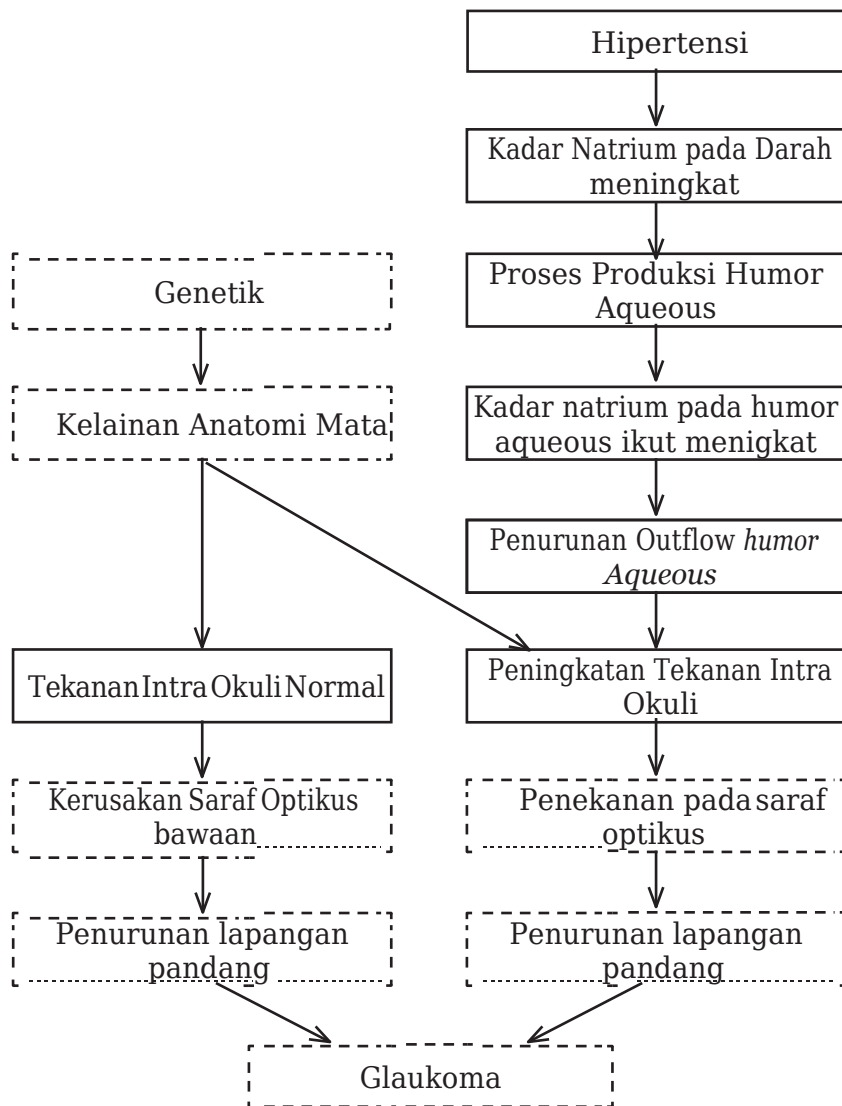 Hipertensi
Kadar Natrium pada Darah
meningkat
Genetik
Proses Produksi Humor
Aqueous
Kelainan Anatomi Mata
Kadar natrium pada humor
aqueous ikut menigkat
Penurunan Outflow humor
Aqueous
Tekanan Intra Okuli Normal
Peningkatan Tekanan Intra
Okuli
Kerusakan Saraf Optikus
bawaan
Penekanan pada saraf
optikus
Penurunan lapangan
pandang
Penurunan lapangan
pandang
Glaukoma